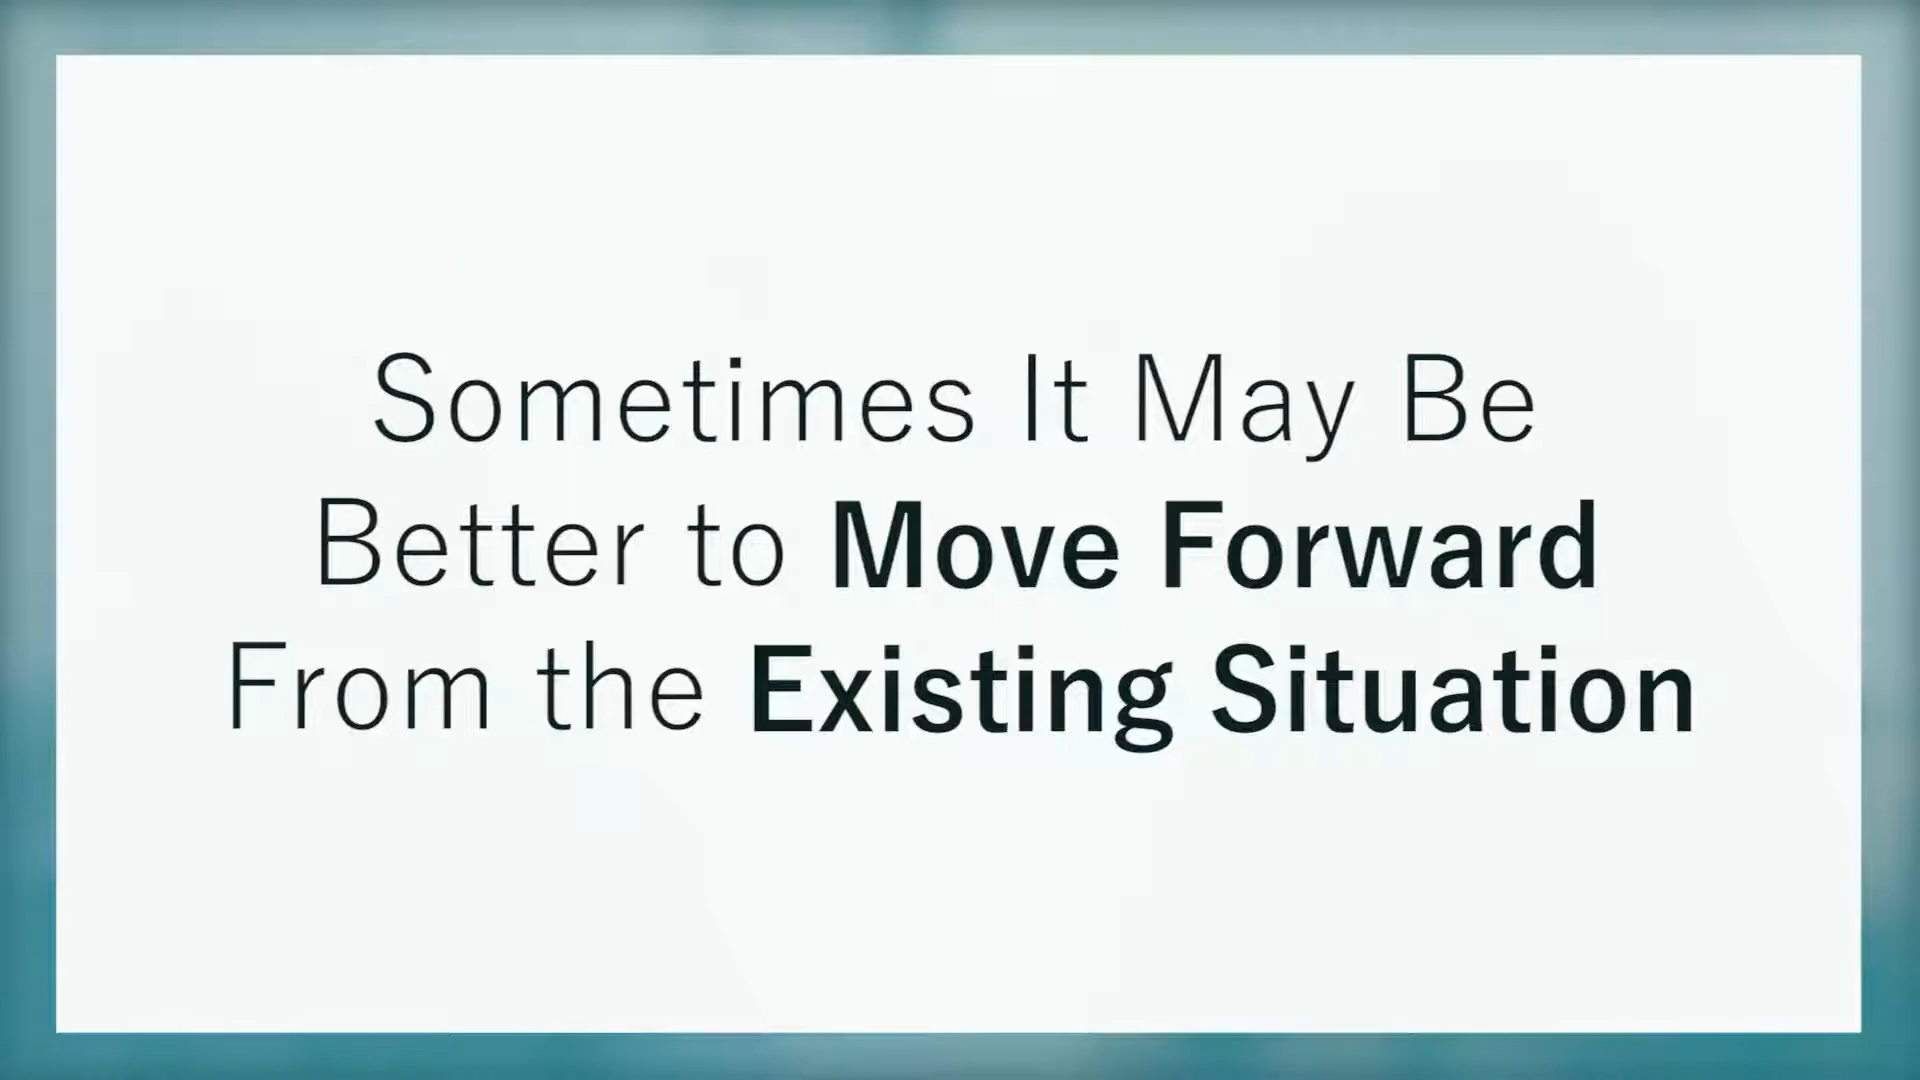 Sometimes It May Be
Better to Move Forward
From the Existing Situation